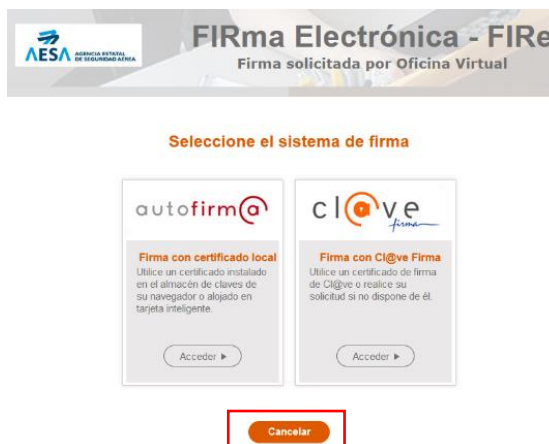 AESA AGENCIA ESTATAL
DE SEGURIDAD AÉREA
FIRma Electrónica - FIRe
Firma solicitada por Oficina Virtual
Seleccione el sistema de firma
autofirm@
Firma con certificado local
Utilice un certificado instalado
en el almacén de claves de
su navegador o alojado en
tarjeta inteligente.
Acceder ▶
cl@ve
firma
Firma con Cl@ve Firma
Utilice un certificado de firma
de Cl@ve o realice su
solicitud si no dispone de él.
Acceder ▶
Cancelar